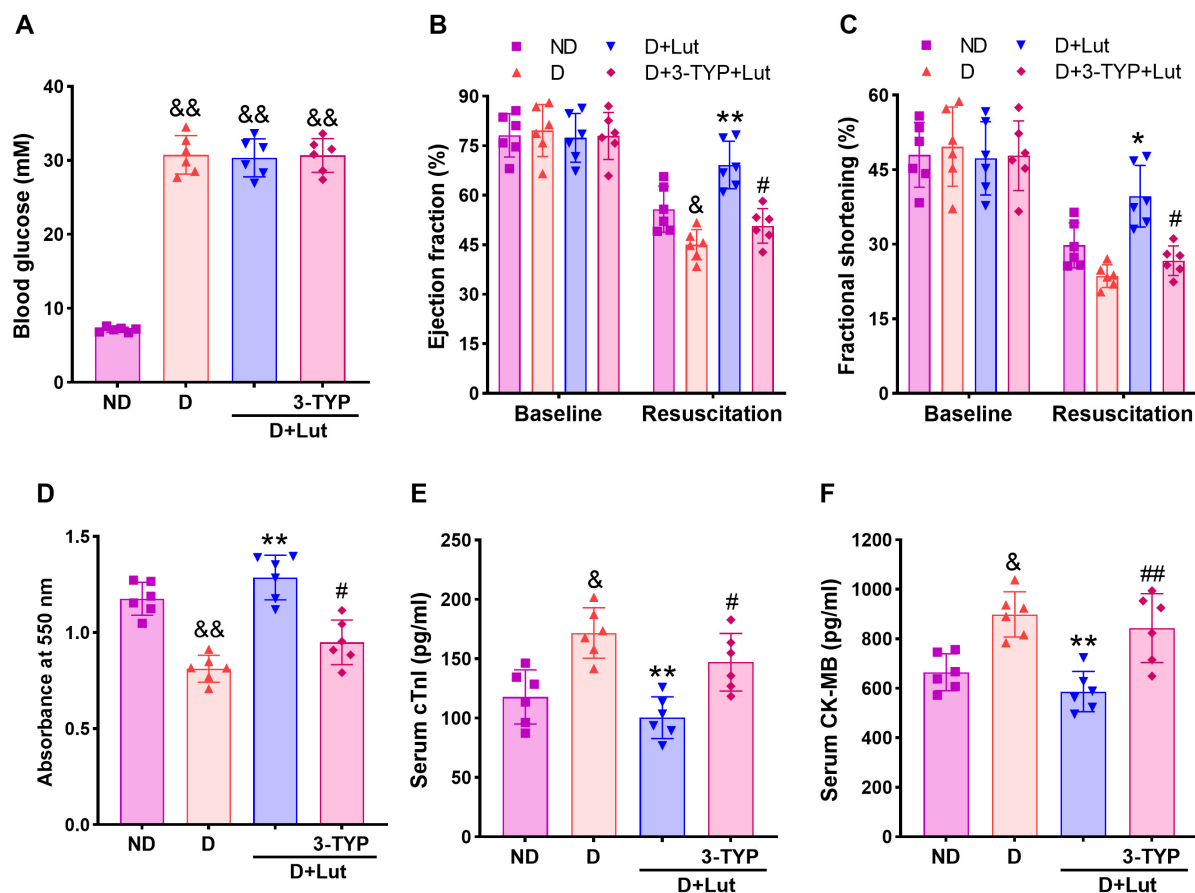 A
Blood glucose (mM)
40
30
20
10
0
&& && &&
ND D 3-TYP
D+Lut
B
ND D+Lut
D D+3-TYP+Lut
Ejection fraction (%)
90
75
60
45
30
15
0
**
& #
Baseline Resuscitation
C
ND D+Lut
D D+3-TYP+Lut
Fractional shortening (%)
60
45
30
15
0
*
#
Baseline Resuscitation
D
Absorbance at 550 nm
1.5
1.0
0.5
0.0
**
&& #
ND D 3-TYP
D+Lut
E
Serum cTnI (pg/ml)
250
200
150
100
50
0
& #
**
ND D 3-TYP
D+Lut
F
Serum CK-MB (pg/ml)
1200
1000
800
600
400
200
0
& ##
**
ND D 3-TYP
D+Lut